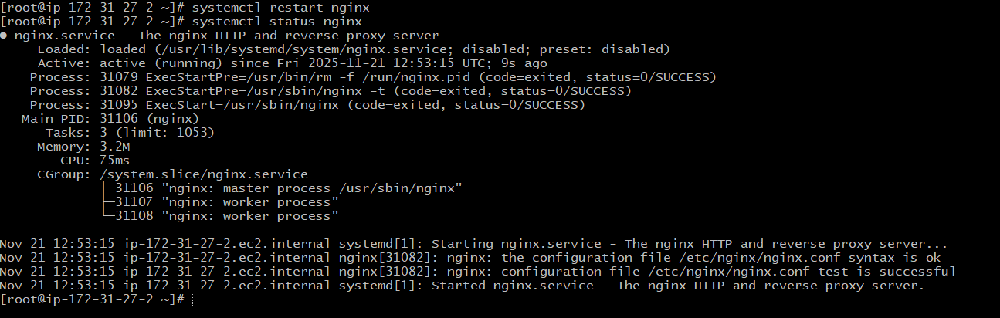 [root@ip-172-31-27-2 ~]# systemctl restart nginx
[root@ip-172-31-27-2 ~]# systemctl status nginx
● nginx.service - The nginx HTTP and reverse proxy server
     Loaded: loaded (/usr/lib/systemd/system/nginx.service; disabled; preset: disabled)
     Active: active (running) since Fri 2025-11-21 12:53:15 UTC; 9s ago
    Process: 31079 ExecStartPre=/usr/bin/rm -f /run/nginx.pid (code=exited, status=0/SUCCESS)
    Process: 31082 ExecStartPre=/usr/sbin/nginx -t (code=exited, status=0/SUCCESS)
    Process: 31095 ExecStart=/usr/sbin/nginx (code=exited, status=0/SUCCESS)
   Main PID: 31106 (nginx)
      Tasks: 3 (limit: 1053)
     Memory: 3.2M
        CPU: 75ms
     CGroup: /system.slice/nginx.service
             ├─31106 "nginx: master process /usr/sbin/nginx"
             ├─31107 "nginx: worker process"
             └─31108 "nginx: worker process"

Nov 21 12:53:15 ip-172-31-27-2.ec2.internal systemd[1]: Starting nginx.service - The nginx HTTP and reverse proxy server...
Nov 21 12:53:15 ip-172-31-27-2.ec2.internal nginx[31082]: nginx: the configuration file /etc/nginx/nginx.conf syntax is ok
Nov 21 12:53:15 ip-172-31-27-2.ec2.internal nginx[31082]: nginx: configuration file /etc/nginx/nginx.conf test is successful
Nov 21 12:53:15 ip-172-31-27-2.ec2.internal systemd[1]: Started nginx.service - The nginx HTTP and reverse proxy server.
[root@ip-172-31-27-2 ~]#